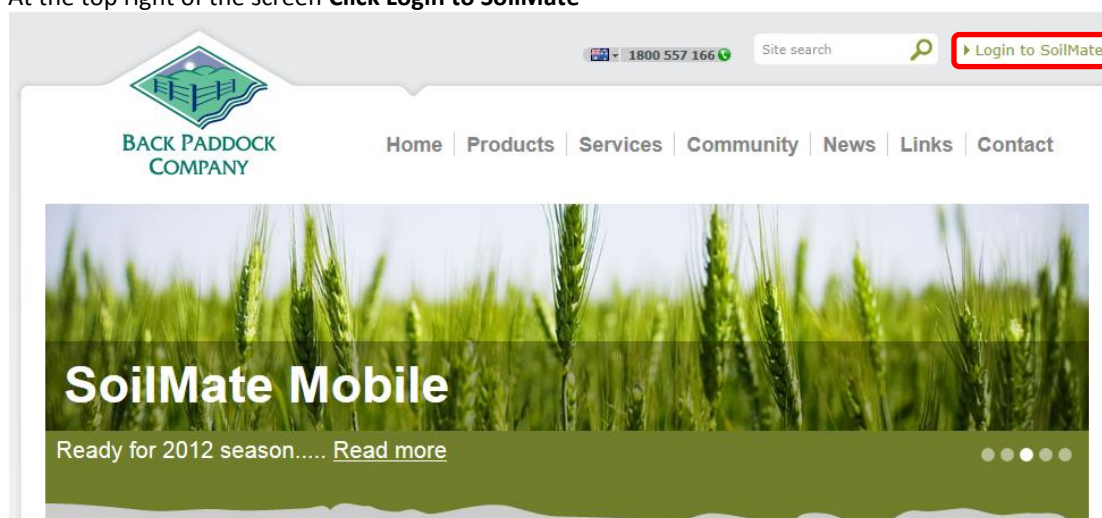 At the top right of the screen Click Login to SoilMate
1800 557 166
Site search
Login to SoilMate
BACK PADDOCK
COMPANY
Home Products Services Community News Links Contact
SoilMate Mobile
Ready for 2012 season..... Read more